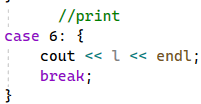 //print
case 6: {
cout << l << endl;
break;
}